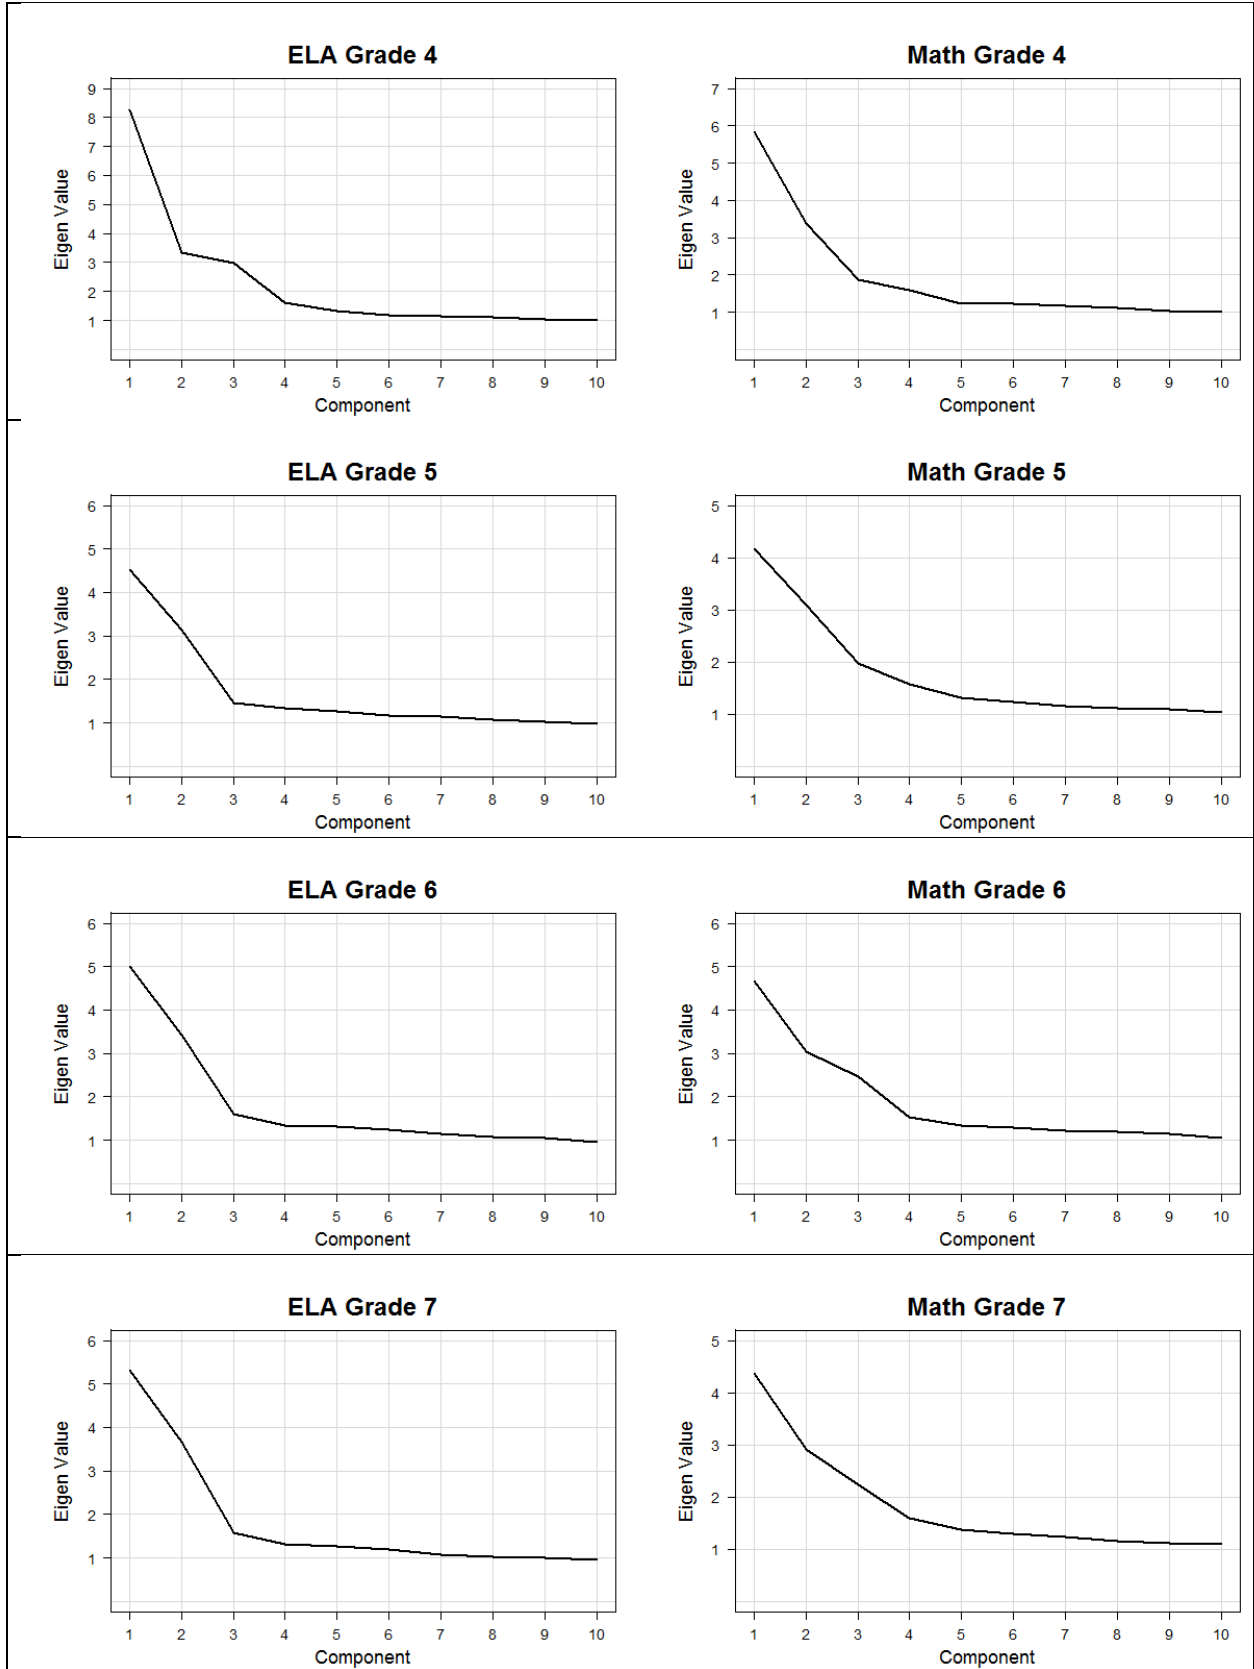 ELA Grade 4
9
8
7
6
5
4
3
2
1
Eigen Value
1 2 3 4 5 6 7 8 9 10
Component
Math Grade 4
7
6
5
4
3
2
1
Eigen Value
1 2 3 4 5 6 7 8 9 10
Component
ELA Grade 5
6
5
4
3
2
1
Eigen Value
1 2 3 4 5 6 7 8 9 10
Component
Math Grade 5
5
4
3
2
1
Eigen Value
1 2 3 4 5 6 7 8 9 10
Component
ELA Grade 6
6
5
4
3
2
1
Eigen Value
1 2 3 4 5 6 7 8 9 10
Component
Math Grade 6
6
5
4
3
2
1
Eigen Value
1 2 3 4 5 6 7 8 9 10
Component
ELA Grade 7
6
5
4
3
2
1
Eigen Value
1 2 3 4 5 6 7 8 9 10
Component
Math Grade 7
5
4
3
2
1
Eigen Value
1 2 3 4 5 6 7 8 9 10
Component